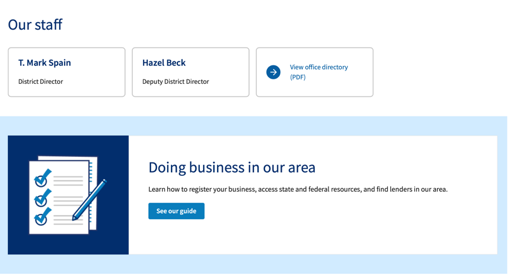 Our staff
T. Mark Spain
District Director
Hazel Beck
Deputy District Director
View office directory
(PDF)
Doing business in our area
Learn how to register your business, access state and federal resources, and find lenders in our area.
See our guide